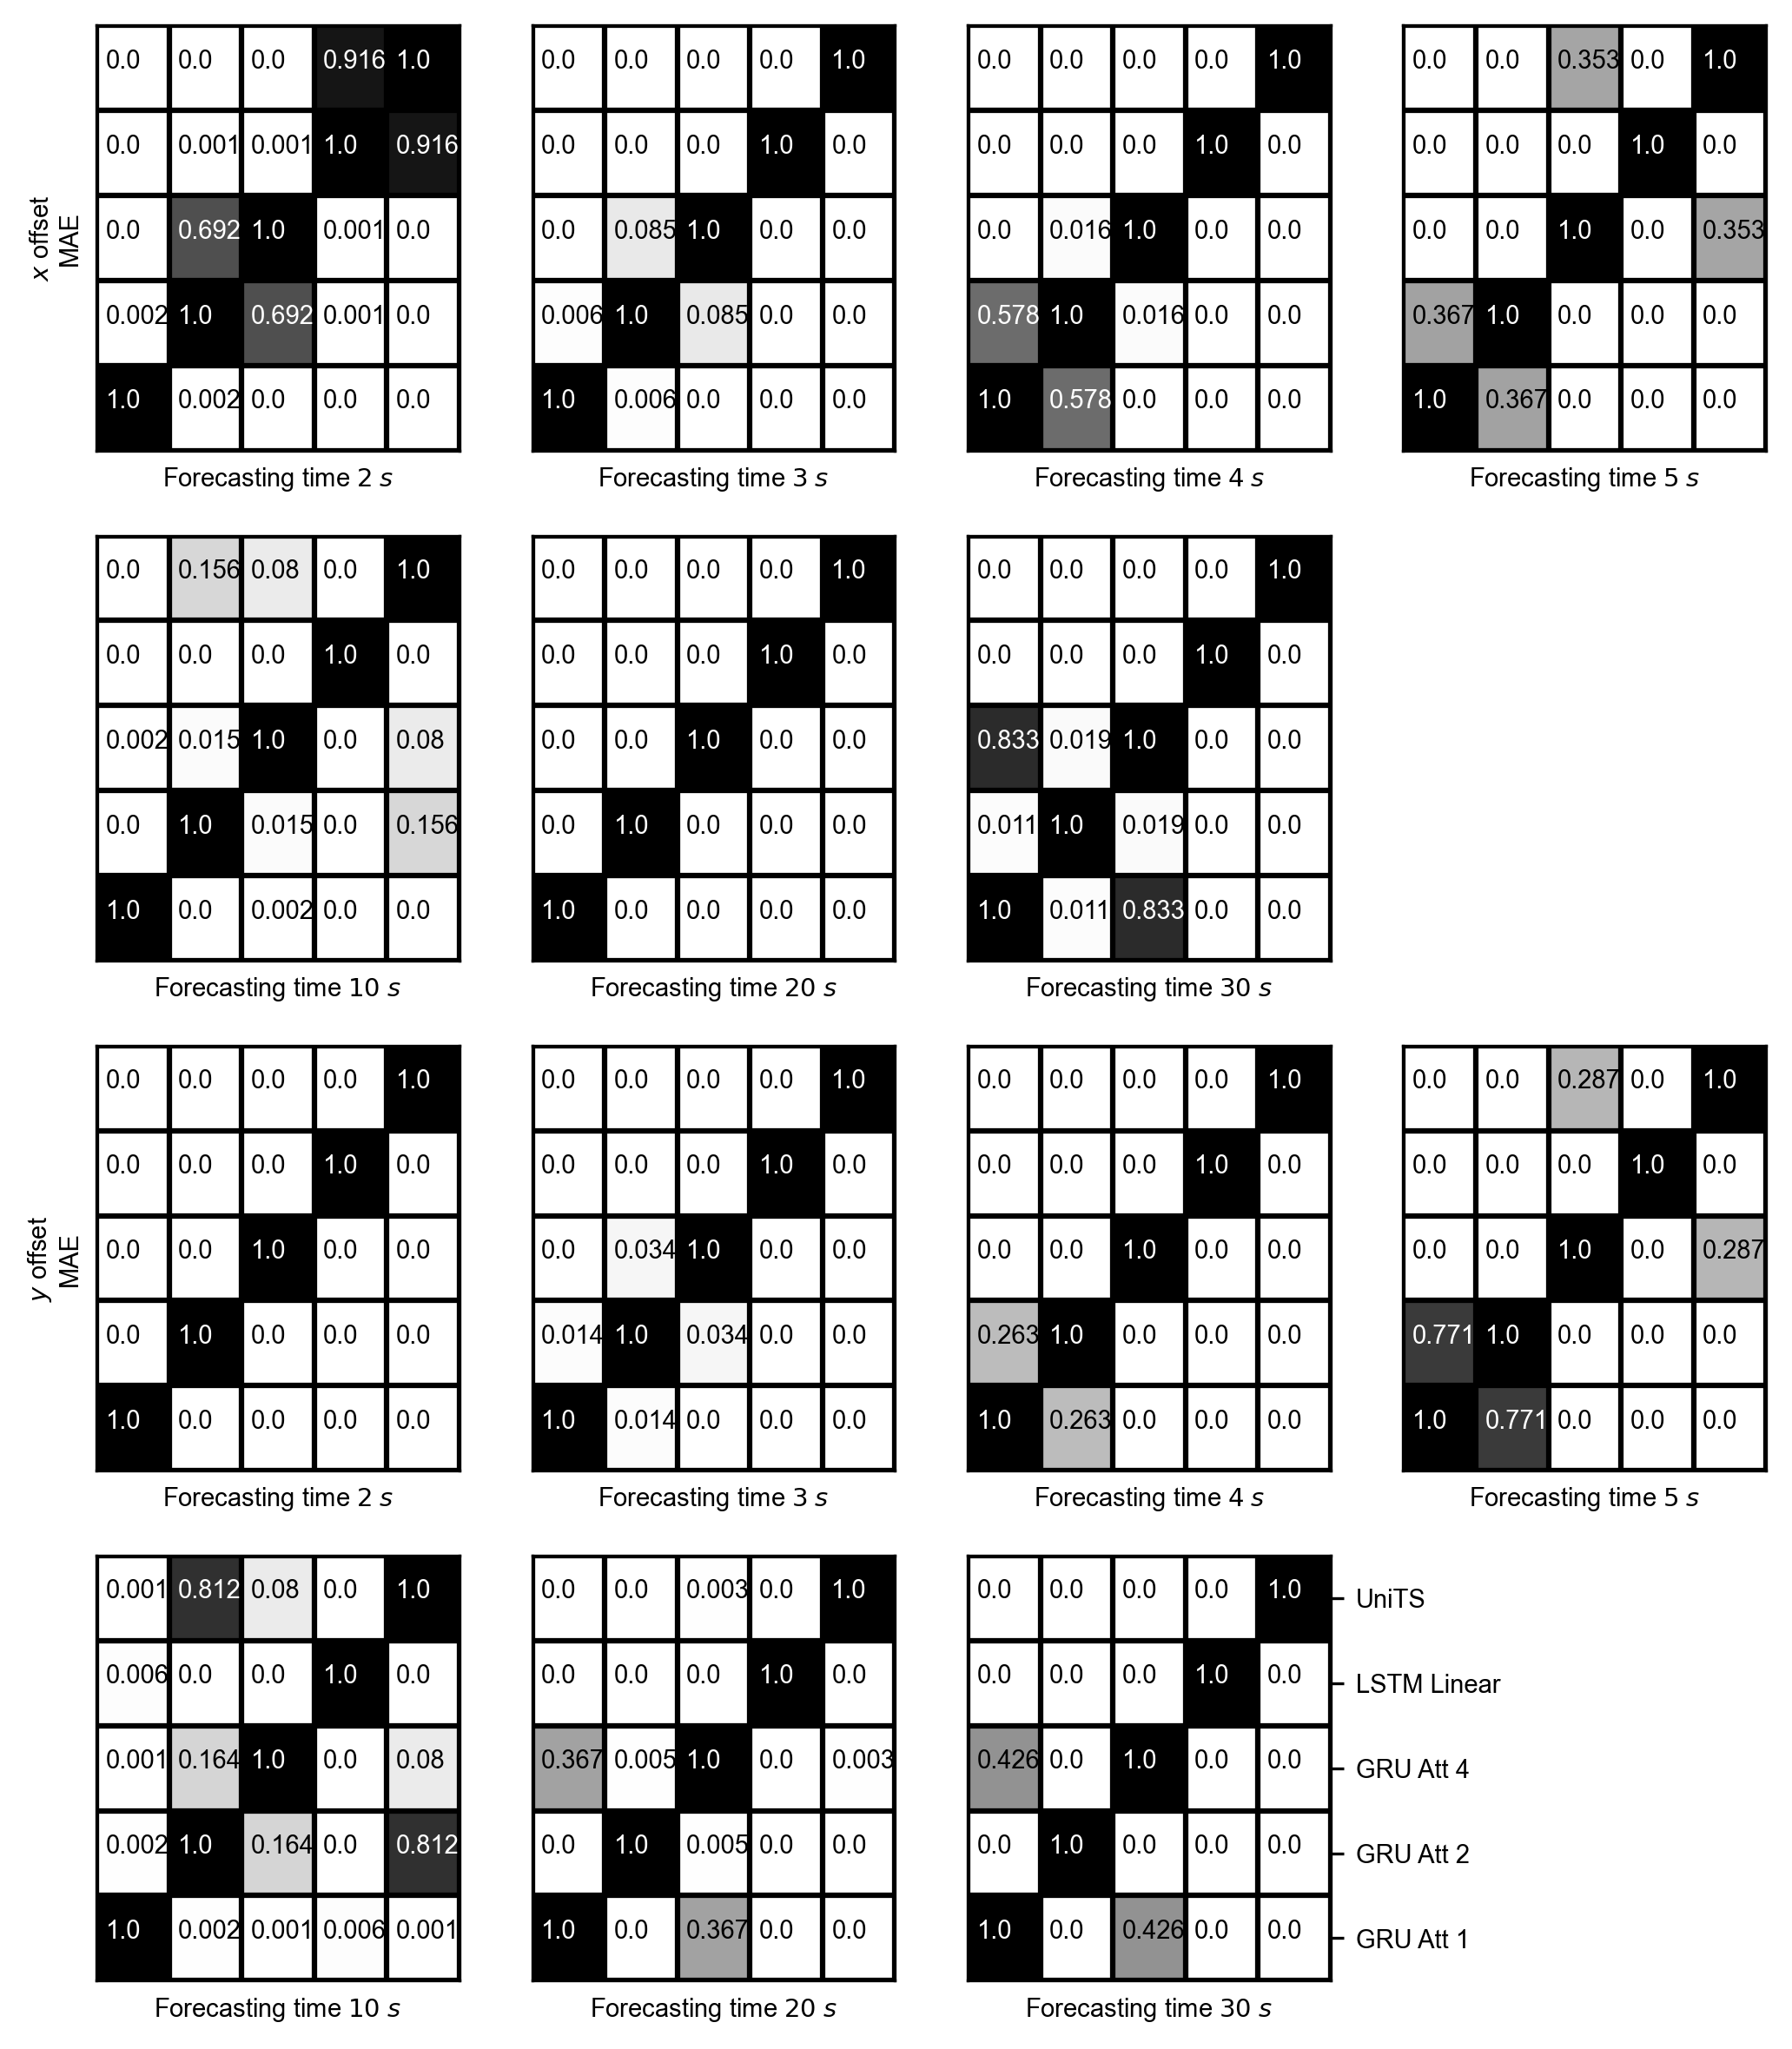 x offset
MAE
0.0 0.0 0.0 0.916 1.0
0.0 0.001 0.001 1.0 0.916
0.0 0.692 1.0 0.001 0.0
0.002 1.0 0.692 0.001 0.0
1.0 0.002 0.0 0.0 0.0
Forecasting time 2 s
0.0 0.0 0.0 0.0 1.0
0.0 0.0 0.0 1.0 0.0
0.0 0.085 1.0 0.0 0.0
0.006 1.0 0.085 0.0 0.0
1.0 0.006 0.0 0.0 0.0
Forecasting time 3 s
0.0 0.0 0.0 0.0 1.0
0.0 0.0 0.0 1.0 0.0
0.0 0.016 1.0 0.0 0.0
0.578 1.0 0.016 0.0 0.0
1.0 0.578 0.0 0.0 0.0
Forecasting time 4 s
0.0 0.0 0.353 0.0 1.0
0.0 0.0 0.0 1.0 0.0
0.0 0.0 1.0 0.0 0.353
0.367 1.0 0.0 0.0 0.0
1.0 0.367 0.0 0.0 0.0
Forecasting time 5 s
0.0 0.156 0.08 0.0 1.0
0.0 0.0 0.0 1.0 0.0
0.002 0.015 1.0 0.0 0.08
0.0 1.0 0.015 0.0 0.156
1.0 0.0 0.002 0.0 0.0
Forecasting time 10 s
0.0 0.0 0.0 0.0 1.0
0.0 0.0 0.0 1.0 0.0
0.0 0.0 1.0 0.0 0.0
0.0 1.0 0.0 0.0 0.0
1.0 0.0 0.0 0.0 0.0
Forecasting time 20 s
0.0 0.0 0.0 0.0 1.0
0.0 0.0 0.0 1.0 0.0
0.833 0.019 1.0 0.0 0.0
0.011 1.0 0.019 0.0 0.0
1.0 0.011 0.833 0.0 0.0
Forecasting time 30 s
y offset
MAE
0.0 0.0 0.0 0.0 1.0
0.0 0.0 0.0 1.0 0.0
0.0 0.0 1.0 0.0 0.0
0.0 1.0 0.0 0.0 0.0
1.0 0.0 0.0 0.0 0.0
Forecasting time 2 s
0.0 0.0 0.0 0.0 1.0
0.0 0.0 0.0 1.0 0.0
0.0 0.034 1.0 0.0 0.0
0.014 1.0 0.034 0.0 0.0
1.0 0.014 0.0 0.0 0.0
Forecasting time 3 s
0.0 0.0 0.0 0.0 1.0
0.0 0.0 0.0 1.0 0.0
0.0 0.0 1.0 0.0 0.0
0.263 1.0 0.0 0.0 0.0
1.0 0.263 0.0 0.0 0.0
Forecasting time 4 s
0.0 0.0 0.287 0.0 1.0
0.0 0.0 0.0 1.0 0.0
0.0 0.0 1.0 0.0 0.287
0.771 1.0 0.0 0.0 0.0
1.0 0.771 0.0 0.0 0.0
Forecasting time 5 s
0.001 0.812 0.08 0.0 1.0
0.006 0.0 0.0 1.0 0.0
0.001 0.164 1.0 0.0 0.08
0.002 1.0 0.164 0.0 0.812
1.0 0.002 0.001 0.006 0.001
Forecasting time 10 s
0.0 0.0 0.003 0.0 1.0
0.0 0.0 0.0 1.0 0.0
0.367 0.005 1.0 0.0 0.003
0.0 1.0 0.005 0.0 0.0
1.0 0.0 0.367 0.0 0.0
Forecasting time 20 s
0.0 0.0 0.0 0.0 1.0 UniTS
0.0 0.0 0.0 1.0 0.0 LSTM Linear
0.426 0.0 1.0 0.0 0.0 GRU Att 4
0.0 1.0 0.0 0.0 0.0 GRU Att 2
1.0 0.0 0.426 0.0 0.0 GRU Att 1
Forecasting time 30 s